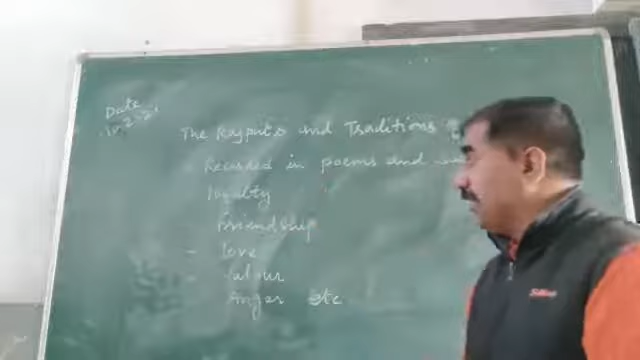 Date
The Rajputs and Traditions
Recorded in poems and
loyalty
Friendship
- love
- Valour
Anger etc